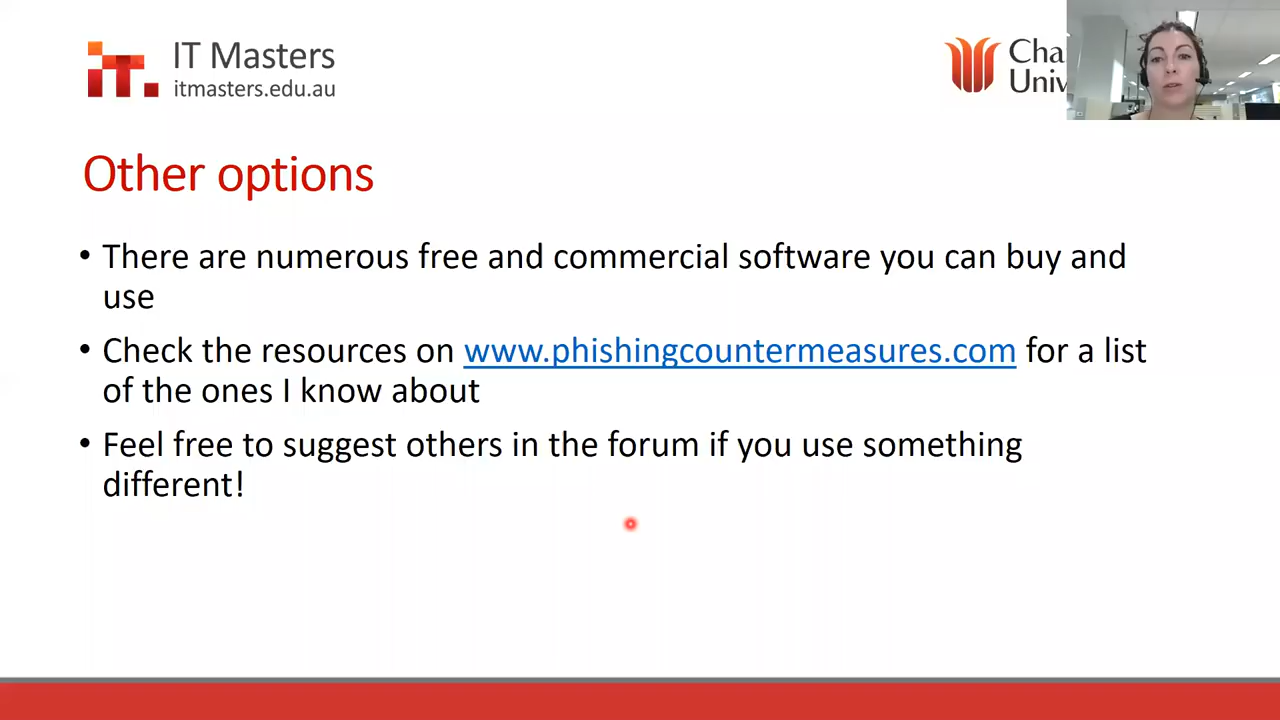 IT Masters
itmasters.edu.au
Other options
• There are numerous free and commercial software you can buy and
use
• Check the resources on www.phishingcountermeasures.com for a list
of the ones I know about
• Feel free to suggest others in the forum if you use something
different!